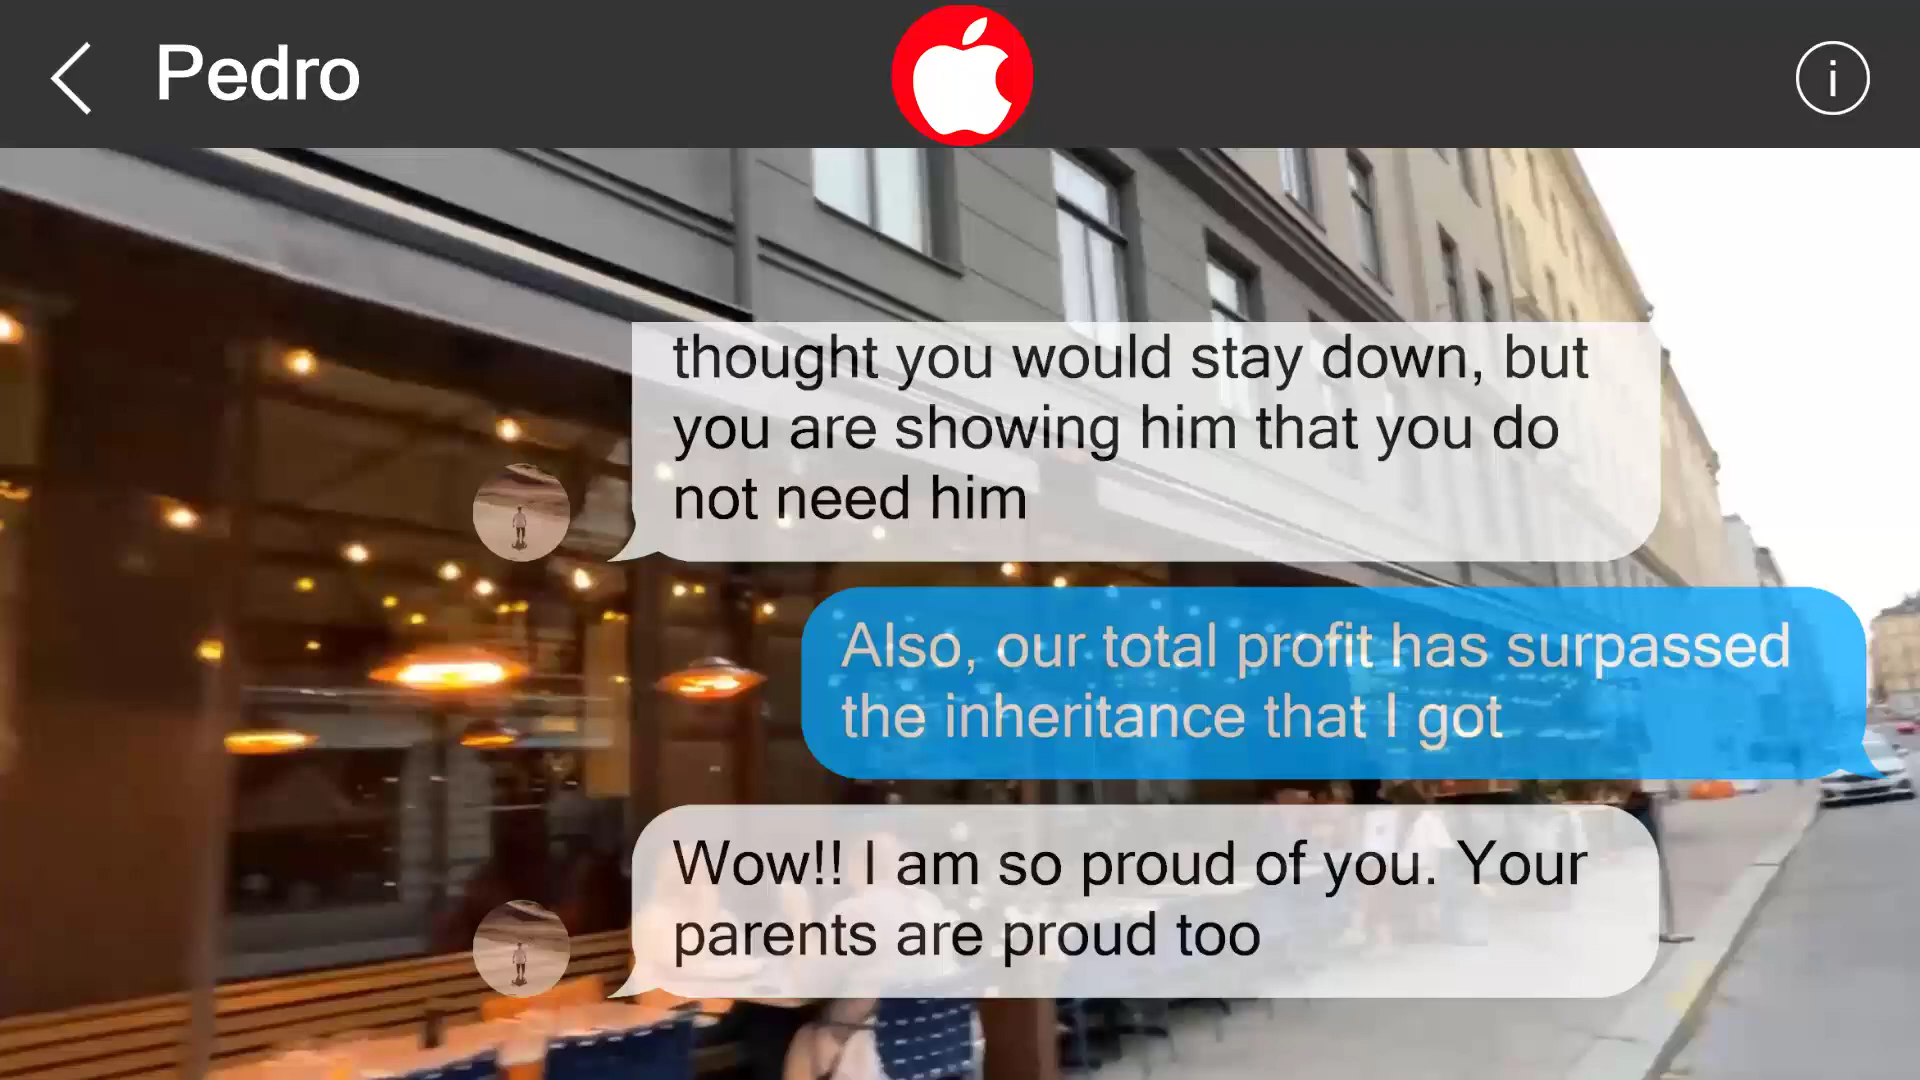 Pedro
i
thought you would stay down, but
you are showing him that you do
not need him
Also, our total profit has surpassed
the inheritance that I got
Wow!! I am so proud of you. Your
parents are proud too